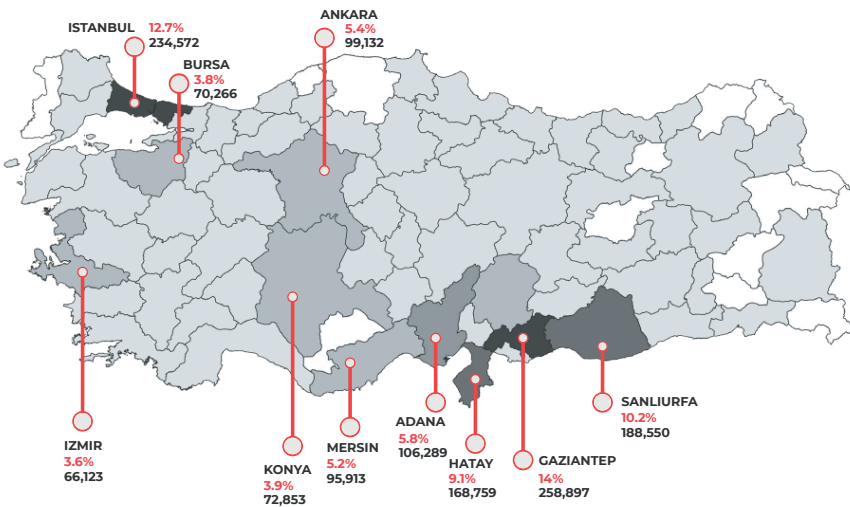 ISTANBUL 12.7%
234,572
BURSA
3.8%
70,266
ANKARA
5.4%
99,132
IZMIR
3.6%
66,123
KONYA
3.9%
72,853
MERSIN
5.2%
95,913
ADANA
5.8%
106,289
HATAY
9.1%
168,759
GAZIANTEP
14%
258,897
SANLIURFA
10.2%
188,550